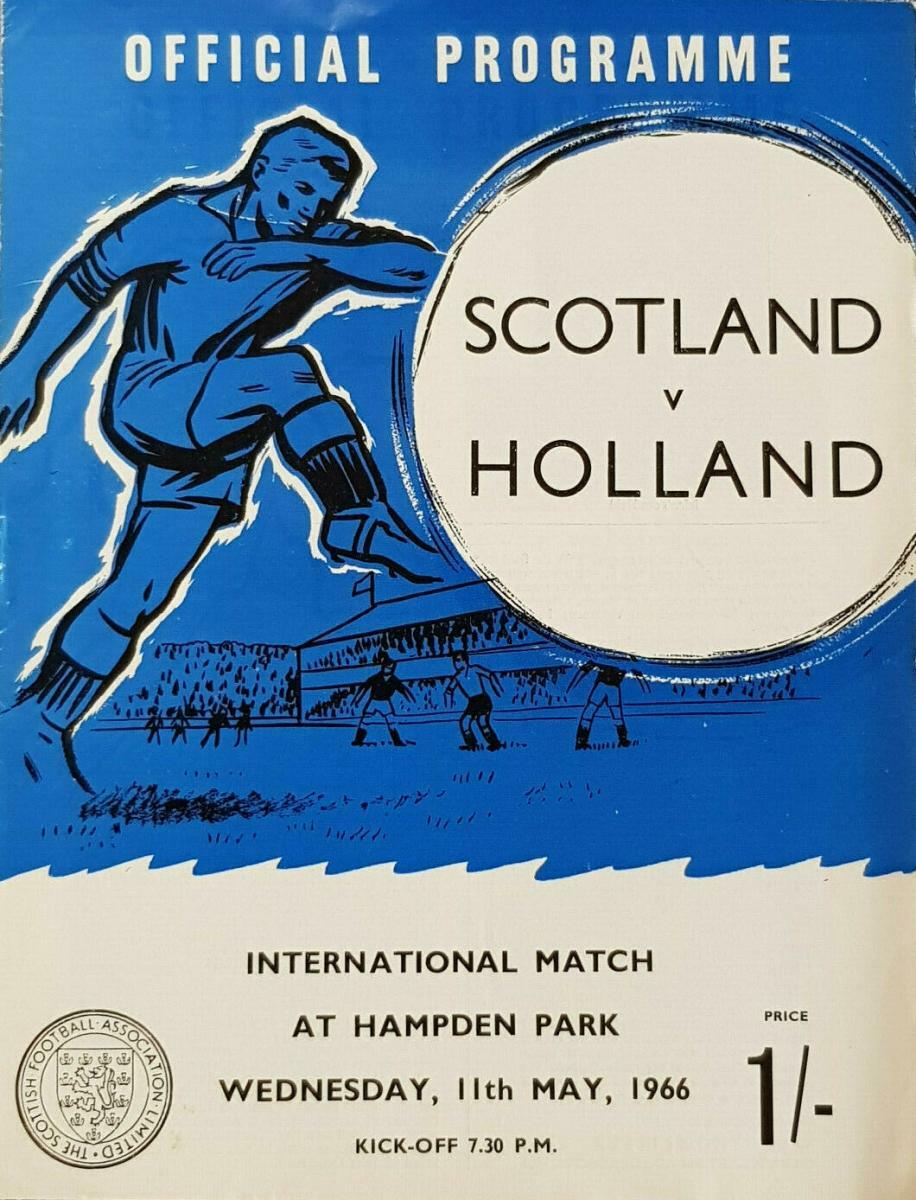 OFFICIAL PROGRAMME
SCOTLAND
v
HOLLAND
INTERNATIONAL MATCH
AT HAMPDEN PARK
WEDNESDAY, 11th MAY, 1966
KICK-OFF 7.30 P.M.
PRICE
1/-
· THE SCOTTISH · FOOTBALL · ASSOCIATION · LIMITED ·